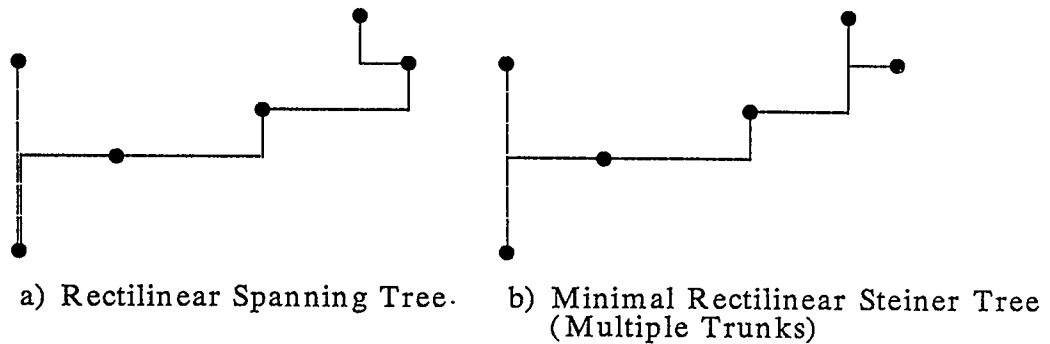 a) Rectilinear Spanning Tree.
b) Minimal Rectilinear Steiner Tree
(Multiple Trunks)